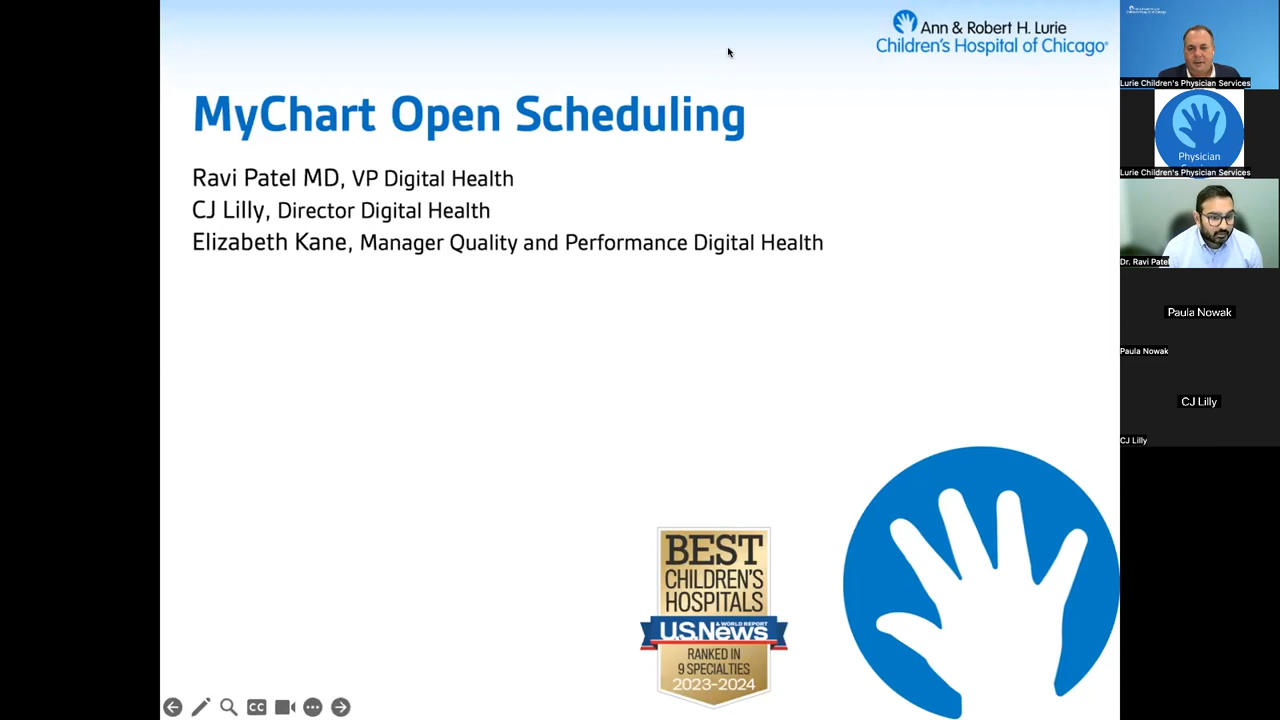 Ann & Robert H. Lurie
Children's Hospital of Chicago®
MyChart Open Scheduling
Ravi Patel MD, VP Digital Health
CJ Lilly, Director Digital Health
Elizabeth Kane, Manager Quality and Performance Digital Health
BEST
CHILDREN'S
HOSPITALS
U.S. News
& WORLD REPORT
RANKED IN
9 SPECIALTIES
2023-2024
CC
Lurie Children's Physician Services
Physician
Lurie Children's Physician Services
Dr. Ravi Patel
Paula Nowak
Paula Nowak
CJ Lilly
CJ Lilly